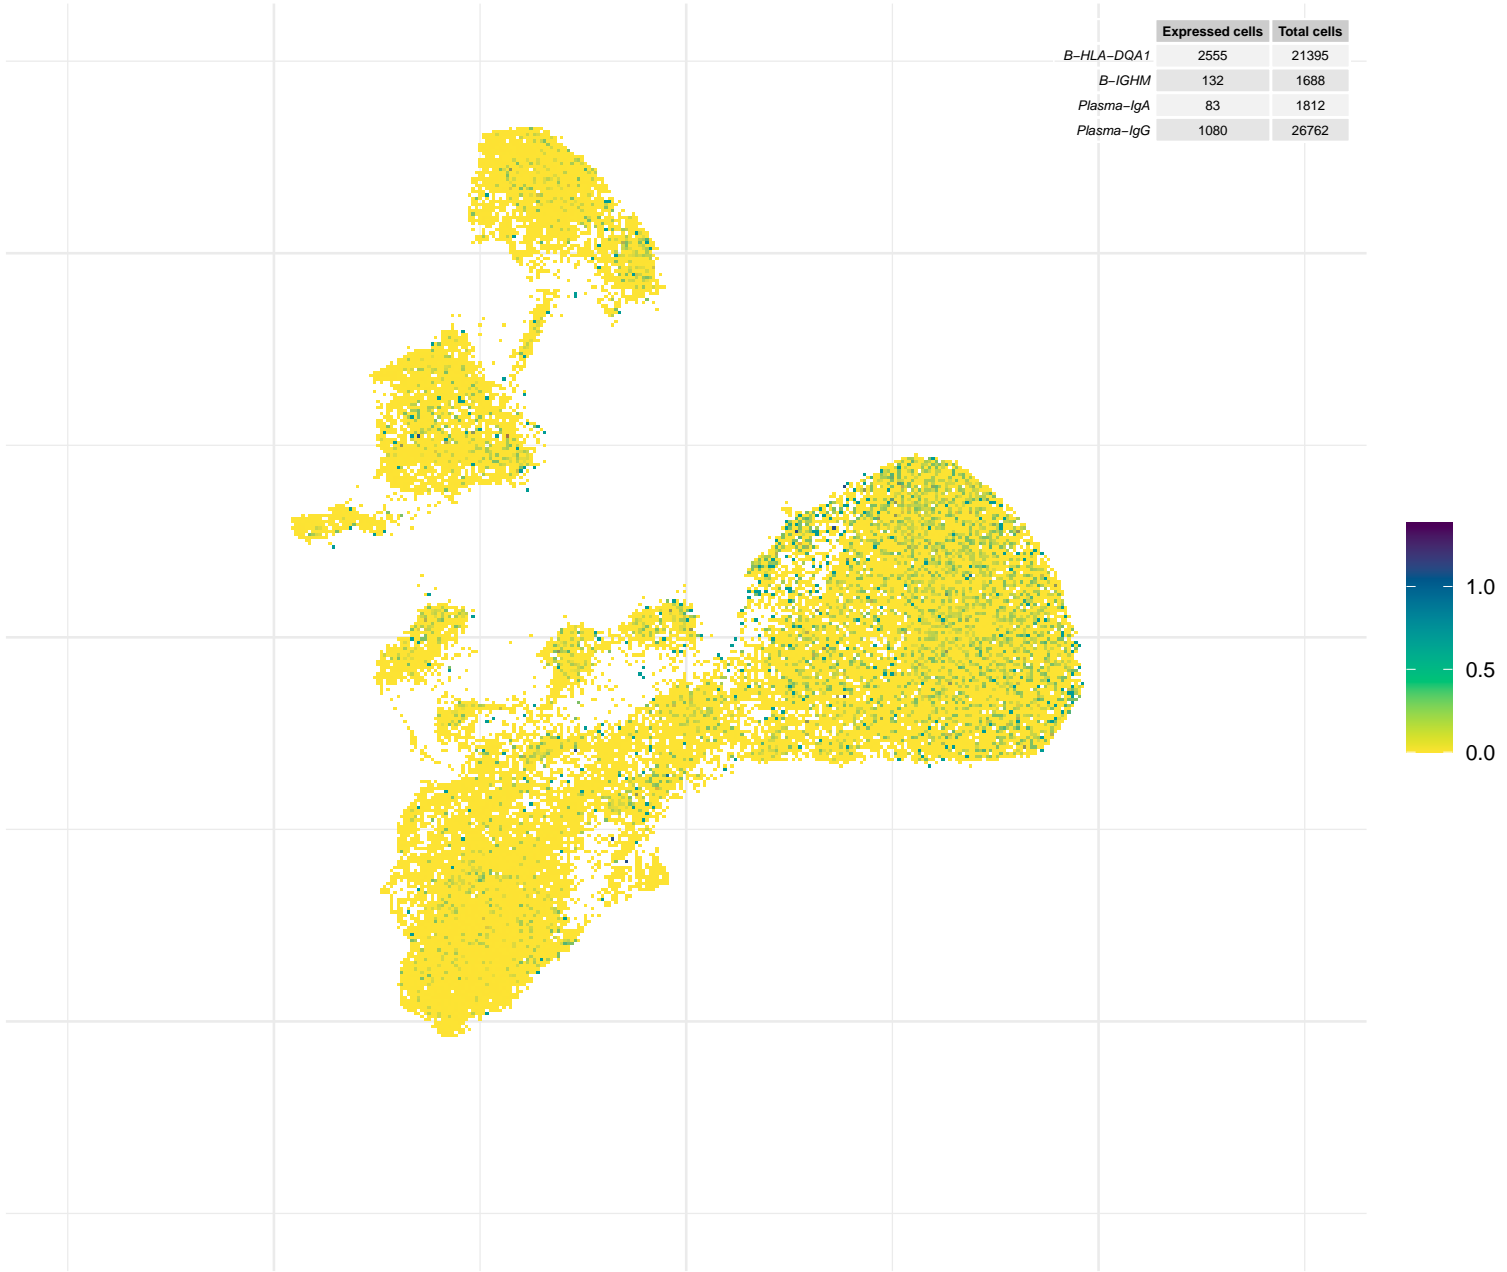 Expressed cells Total cells
B−HLA−DQA1 2555 21395
B−IGHM 132 1688
Plasma−IgA 83 1812
Plasma−IgG 1080 26762
1.0
0.5
0.0